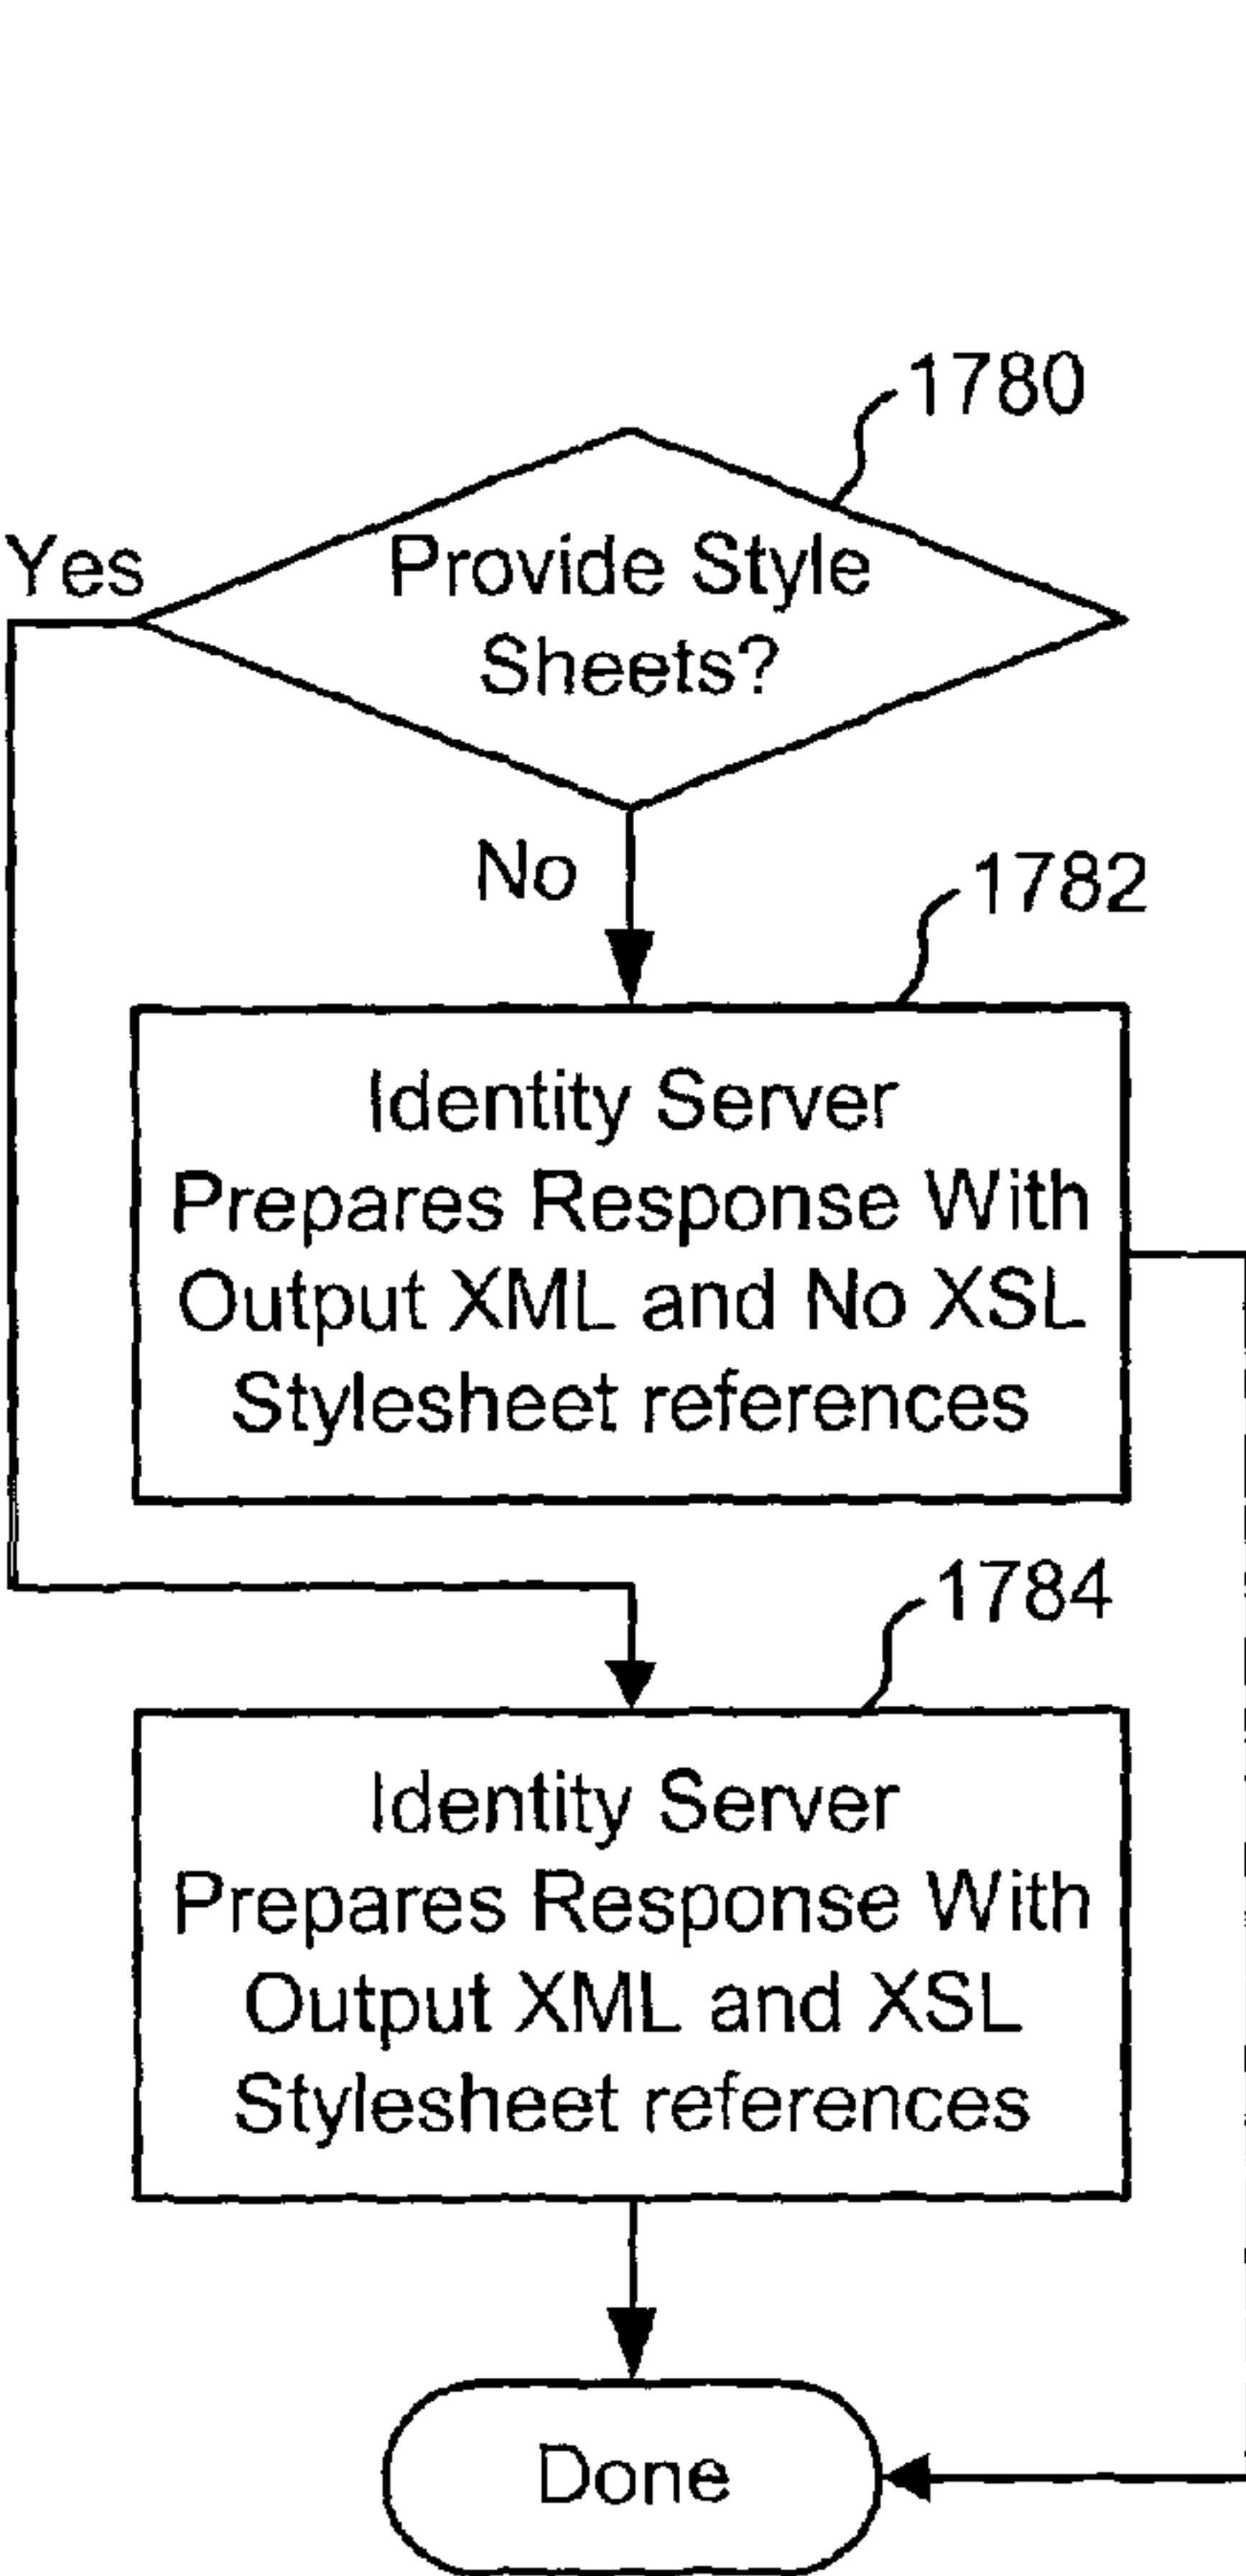 1780
Yes
Provide Style
Sheets?
No
1782
Identity Server
Prepares Response With
Output XML and No XSL
Stylesheet references
1784
Identity Server
Prepares Response With
Output XML and XSL
Stylesheet references
Done